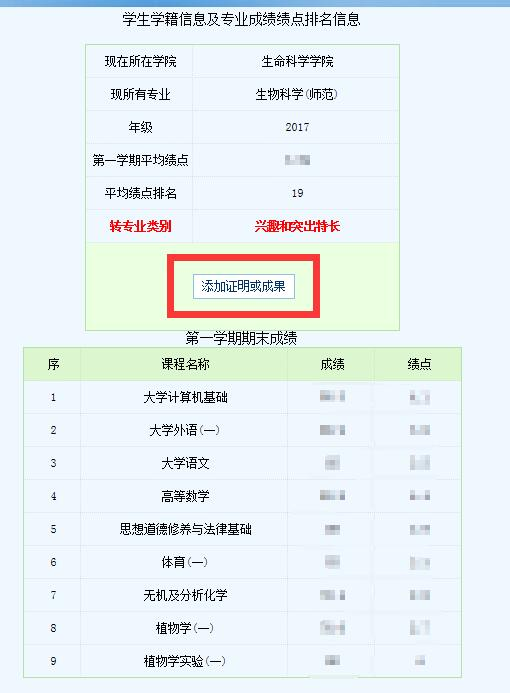 学生学籍信息及专业成绩绩点排名信息
现在所在学院 生命科学学院
现所有专业 生物科学(师范)
年级 2017
第一学期平均绩点
平均绩点排名 19
转专业类别 兴趣和突出特长
添加证明或成果
第一学期期末成绩
序 课程名称 成绩 绩点
1 大学计算机基础
2 大学外语(一)
3 大学语文
4 高等数学
5 思想道德修养与法律基础
6 体育(一)
7 无机及分析化学
8 植物学(一)
9 植物学实验(一)